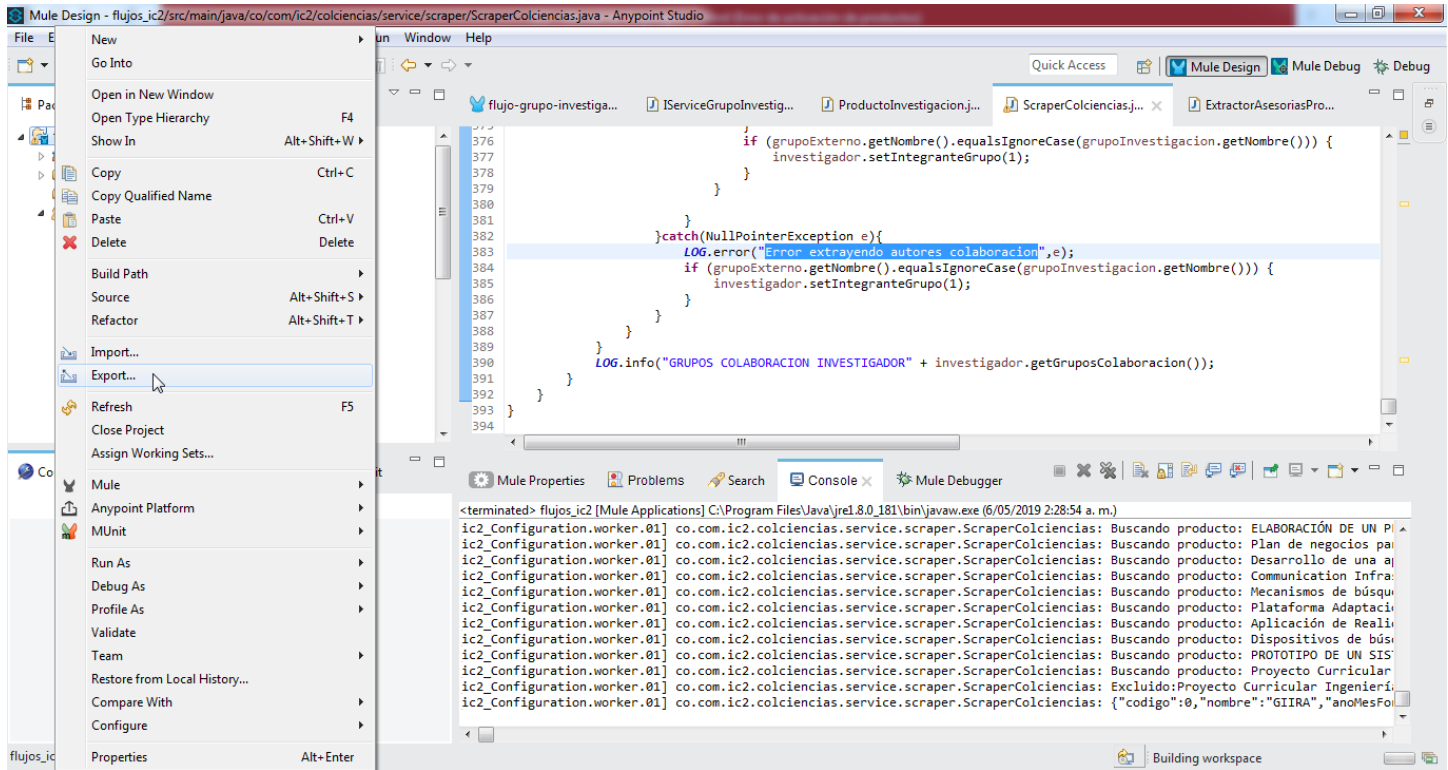 Mule Design - flujos_ic2/src/main/java/co/com/ic2/colciencias/service/scraper/ScraperColciencias.java - Anypoint Studio
File E un Window Help
Quick Access Mule Design Mule Debug Debug
Pac
New
Go Into
Open in New Window
Open Type Hierarchy F4
Show In Alt+Shift+W
Copy Ctrl+C
Copy Qualified Name
Paste Ctrl+V
Delete Delete
Build Path
Source Alt+Shift+S
Refactor Alt+Shift+T
Import...
Export...
Refresh F5
Close Project
Assign Working Sets...
Mule
Anypoint Platform
MUnit
Run As
Debug As
Profile As
Validate
Team
Restore from Local History...
Compare With
Configure
Properties Alt+Enter
flujo-grupo-investiga... IServiceGrupoInvestig... ProductoInvestigacion.j... ScraperColciencias.j... ExtractorAsesoriasPro...
376 if (grupoExterno.getNombre().equalsIgnoreCase(grupoInvestigacion.getNombre())) {
377 investigador.setIntegranteGrupo(1);
378 }
379 }
380
381 }
382 }catch(NullPointerException e){
383 LOG.error("Error extrayendo autores colaboracion",e);
384 if (grupoExterno.getNombre().equalsIgnoreCase(grupoInvestigacion.getNombre())) {
385 investigador.setIntegranteGrupo(1);
386 }
387 }
388 }
389 }
390 LOG.info("GRUPOS COLABORACION INVESTIGADOR" + investigador.getGruposColaboracion());
391 }
392 }
393 }
394
Co it
Mule Properties Problems Search Console Mule Debugger
<terminated> flujos_ic2 [Mule Applications] C:\Program Files\Java\jre1.8.0_181\bin\javaw.exe (6/05/2019 2:28:54 a. m.)
ic2_Configuration.worker.01] co.com.ic2.colciencias.service.scraper.ScraperColciencias: Buscando producto: ELABORACIÓN DE UN
ic2_Configuration.worker.01] co.com.ic2.colciencias.service.scraper.ScraperColciencias: Buscando producto: Plan de negocios
ic2_Configuration.worker.01] co.com.ic2.colciencias.service.scraper.ScraperColciencias: Buscando producto: Desarrollo de una
ic2_Configuration.worker.01] co.com.ic2.colciencias.service.scraper.ScraperColciencias: Buscando producto: Communication Infra
ic2_Configuration.worker.01] co.com.ic2.colciencias.service.scraper.ScraperColciencias: Buscando producto: Mecanismos de búsqu
ic2_Configuration.worker.01] co.com.ic2.colciencias.service.scraper.ScraperColciencias: Buscando producto: Plataforma Adaptaci
ic2_Configuration.worker.01] co.com.ic2.colciencias.service.scraper.ScraperColciencias: Buscando producto: Aplicación de Reali
ic2_Configuration.worker.01] co.com.ic2.colciencias.service.scraper.ScraperColciencias: Buscando producto: Dispositivos de bús
ic2_Configuration.worker.01] co.com.ic2.colciencias.service.scraper.ScraperColciencias: Buscando producto: PROTOTIPO DE UN SIS
ic2_Configuration.worker.01] co.com.ic2.colciencias.service.scraper.ScraperColciencias: Buscando producto: Proyecto Curricular
ic2_Configuration.worker.01] co.com.ic2.colciencias.service.scraper.ScraperColciencias: Excluido:Proyecto Curricular Ingenierí
ic2_Configuration.worker.01] co.com.ic2.colciencias.service.scraper.ScraperColciencias: {"codigo":0,"nombre":"GIIRA","anoMesFo
flujos_ic Building workspace